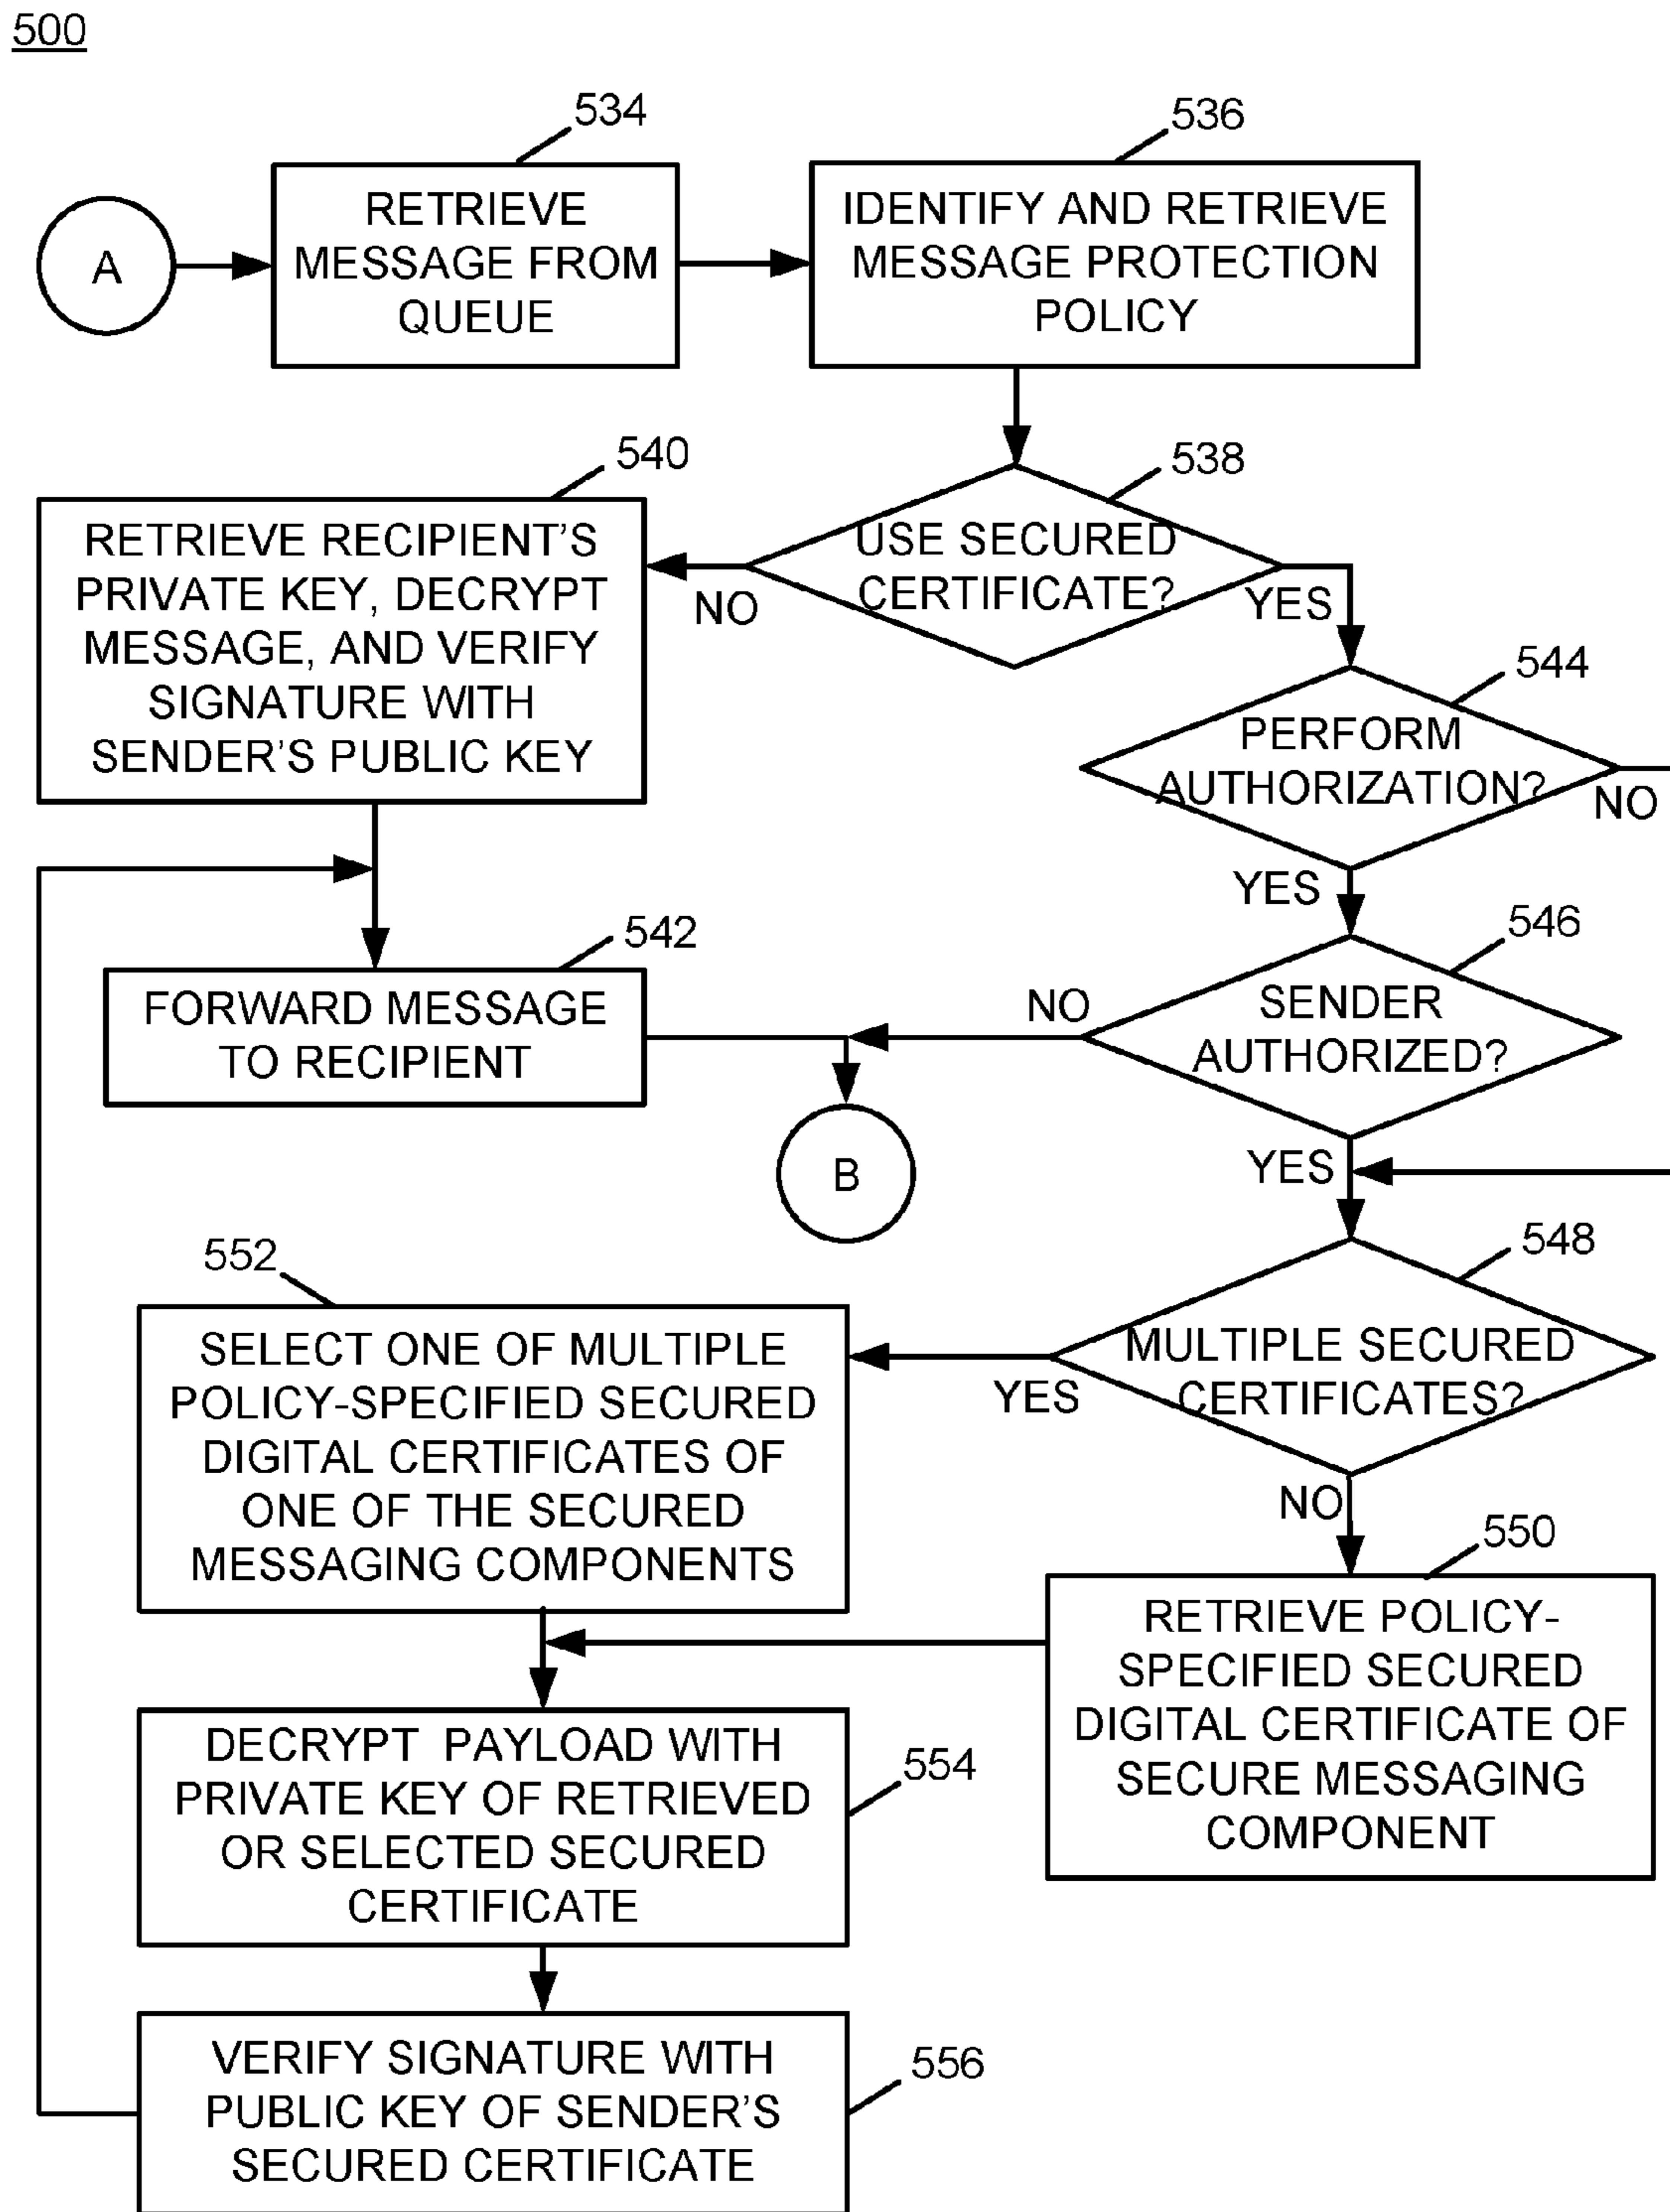 500
534
536
A
RETRIEVE
MESSAGE FROM
QUEUE
IDENTIFY AND RETRIEVE
MESSAGE PROTECTION
POLICY
540
538
RETRIEVE RECIPIENT'S
PRIVATE KEY, DECRYPT
MESSAGE, AND VERIFY
SIGNATURE WITH
SENDER'S PUBLIC KEY
USE SECURED
CERTIFICATE?
NO
YES
544
PERFORM
AUTHORIZATION?
NO
YES
542
546
FORWARD MESSAGE
TO RECIPIENT
NO
SENDER
AUTHORIZED?
B
YES
552
548
SELECT ONE OF MULTIPLE
POLICY-SPECIFIED SECURED
DIGITAL CERTIFICATES OF
ONE OF THE SECURED
MESSAGING COMPONENTS
YES
MULTIPLE SECURED
CERTIFICATES?
NO
550
RETRIEVE POLICY-
SPECIFIED SECURED
DIGITAL CERTIFICATE OF
SECURE MESSAGING
COMPONENT
DECRYPT PAYLOAD WITH
PRIVATE KEY OF RETRIEVED
OR SELECTED SECURED
CERTIFICATE
554
VERIFY SIGNATURE WITH
PUBLIC KEY OF SENDER'S
SECURED CERTIFICATE
556